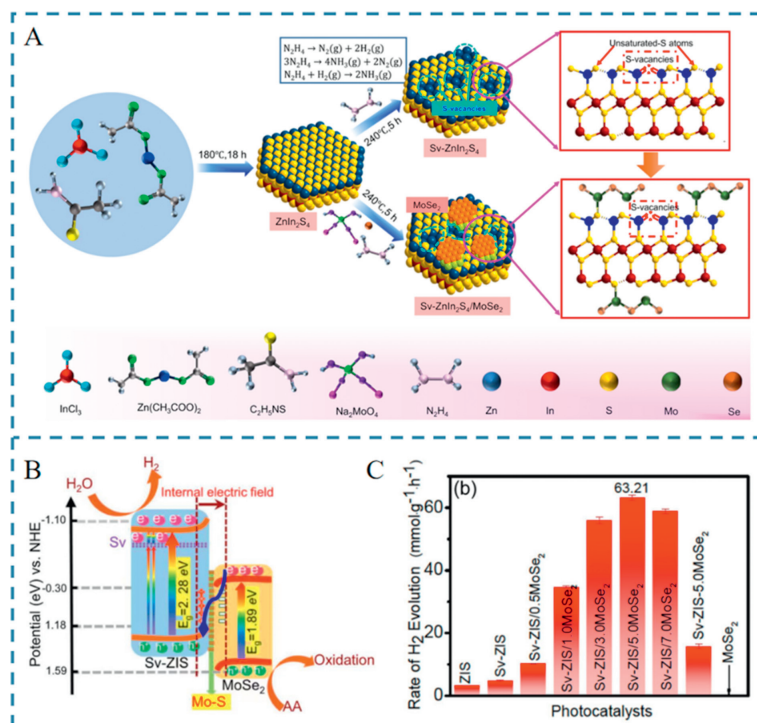 A
N₂H₄ → N₂(g) + 2H₂(g)
3N₂H₄ → 4NH₃(g) + 2N₂(g)
N₂H₄ + H₂(g) → 2NH₃(g)
180℃,18 h
ZnIn₂S₄
240℃,5 h
S vacancies
Sv-ZnIn₂S₄
240℃,5 h
MoSe₂
Sv-ZnIn₂S₄/MoSe₂
Unsaturated-S atoms
S-vacancies
S-vacancies
InCl₃
Zn(CH₃COO)₂
C₂H₅NS
Na₂MoO₄
N₂H₄
Zn
In
S
Mo
Se
B
H₂O
H₂
Internal electric field
Potential (eV) vs. NHE
-1.10
-0.30
1.18
1.59
Sv
e⁻ e⁻ e⁻
e⁻ e⁻
e⁻ e⁻ e⁻
Eg=2. 28 eV
Eg=1.89 eV
Sv-ZIS
MoSe₂
Mo-S
Oxidation
AA
C
(b)
Rate of H₂ Evolution (mmolg⁻¹·h⁻¹)
60
40
20
0
63.21
ZIS
Sv-ZIS
Sv-ZIS/0.5MoSe₂
Sv-ZIS/1.0MoSe₂
Sv-ZIS/3.0MoSe₂
Sv-ZIS/5.0MoSe₂
Sv-ZIS/7.0MoSe₂
Sv-ZIS-5.0MoSe₂
MoSe₂
Photocatalysts